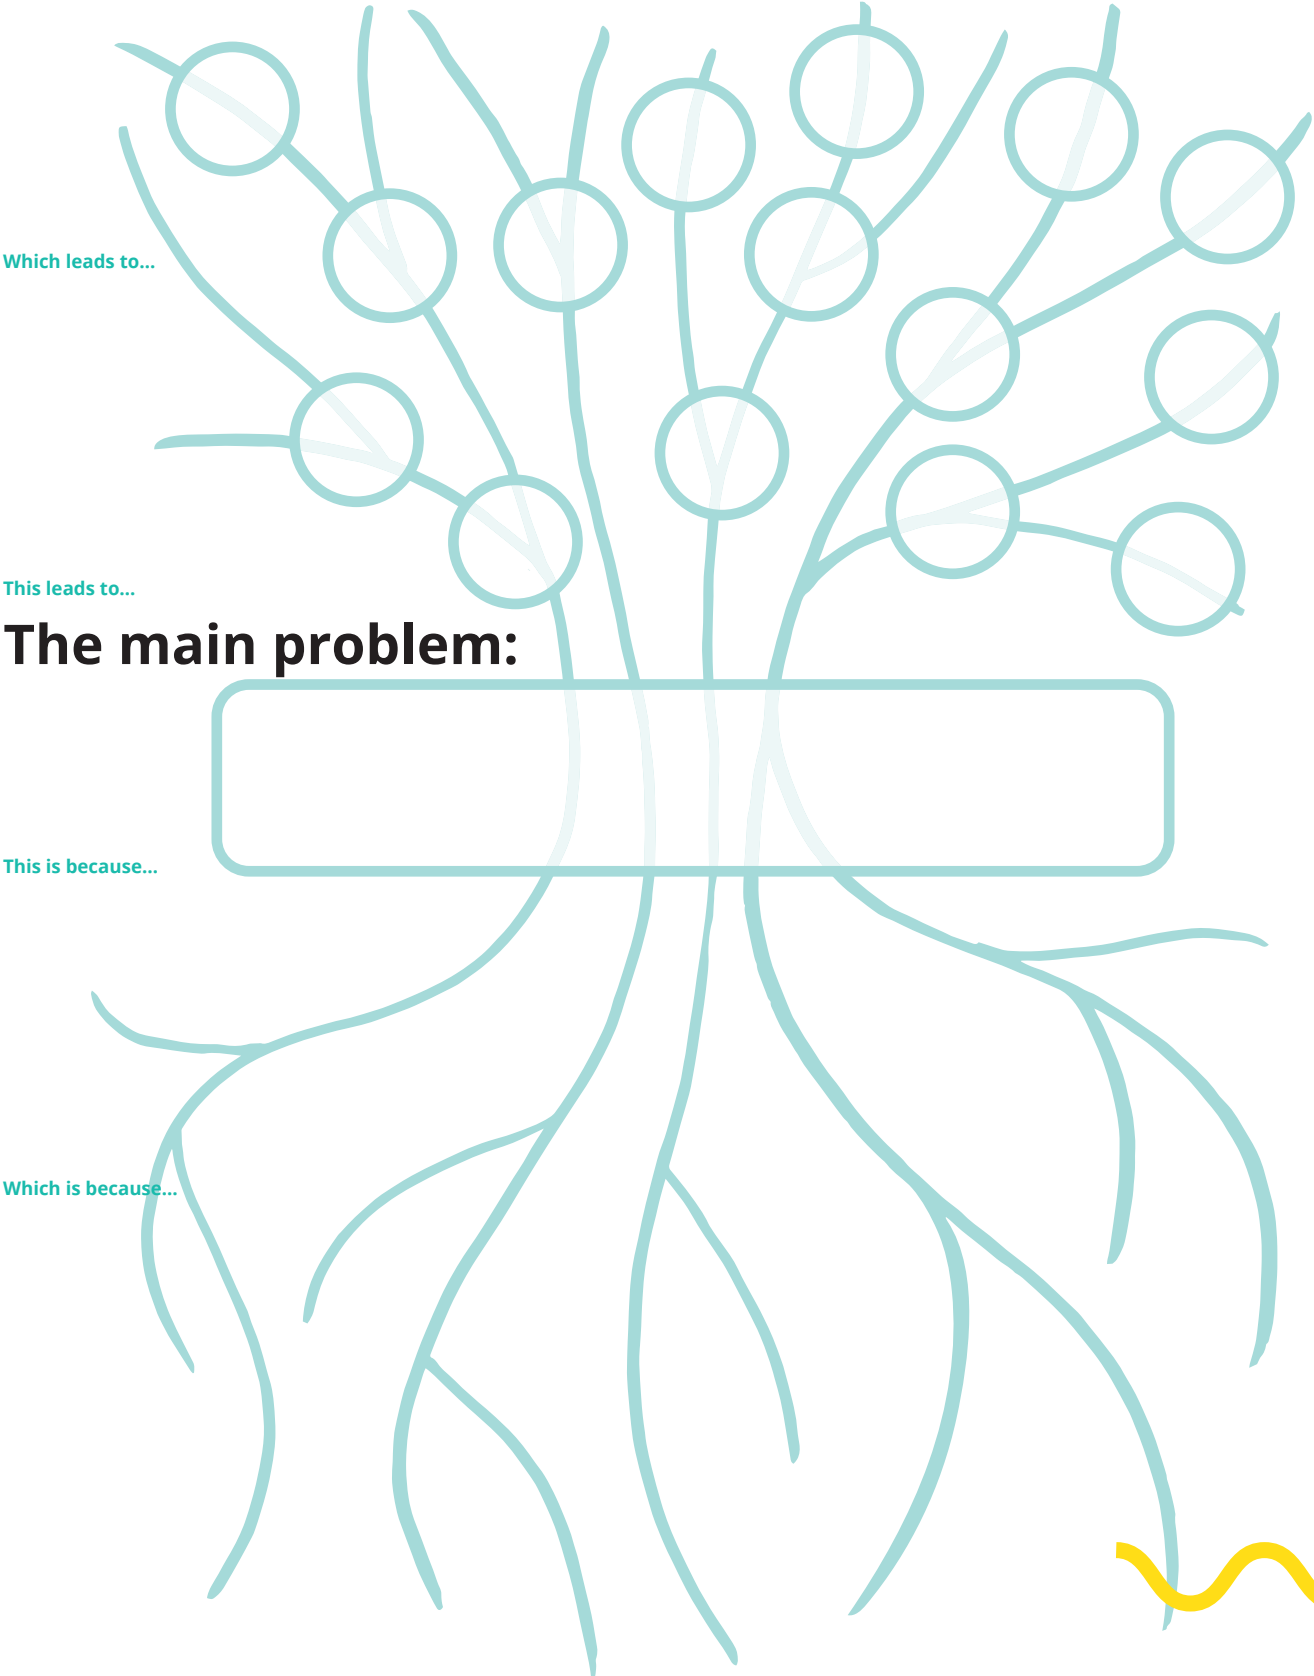 Which leads to...
This leads to...
The main problem:
This is because...
Which is because...